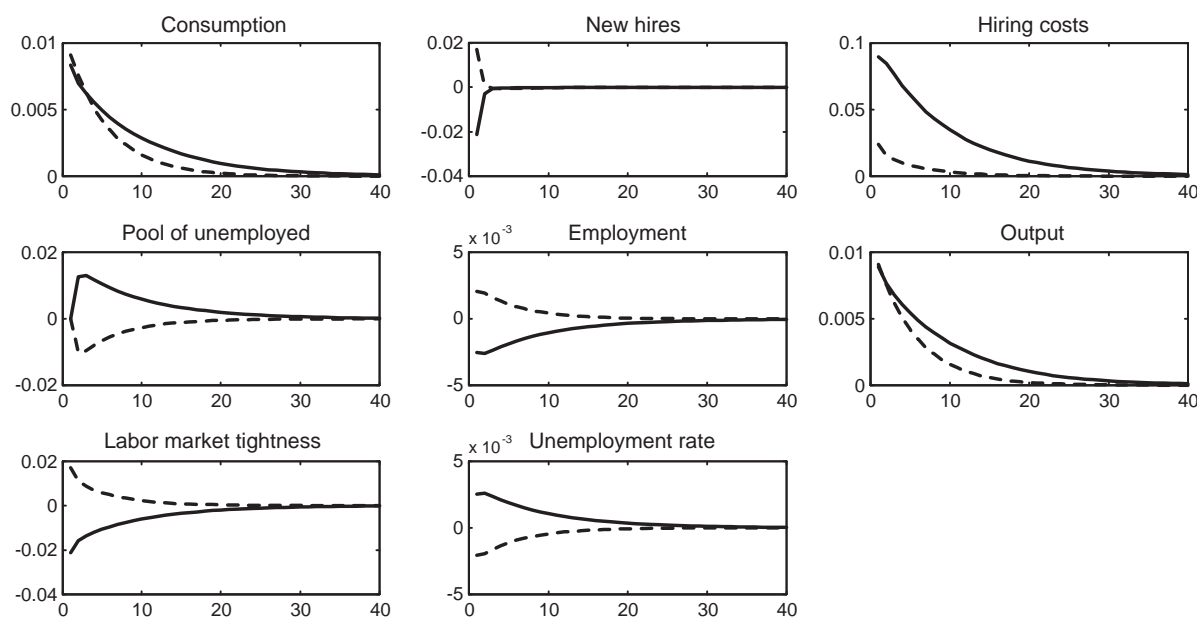 Consumption
0.01
0.005
0
0 10 20 30 40
New hires
0.02
0
-0.02
-0.04
0 10 20 30 40
Hiring costs
0.1
0.05
0
0 10 20 30 40
Pool of unemployed
0.02
0
-0.02
0 10 20 30 40
Employment
x 10⁻³
5
0
-5
0 10 20 30 40
Output
0.01
0.005
0
0 10 20 30 40
Labor market tightness
0.02
0
-0.02
-0.04
0 10 20 30 40
Unemployment rate
x 10⁻³
5
0
-5
0 10 20 30 40